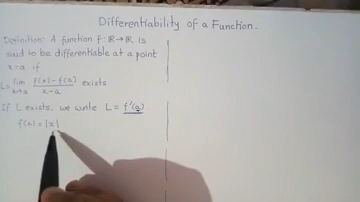 Differentiability of a Function.
Definition: A function f: ℝ→ℝ is
said to be differentiable at a point
x=a if
L= lim x→a f(x)-f(a) / x-a exists
If L exists, we write L = f'(a)
f(x)=|x|